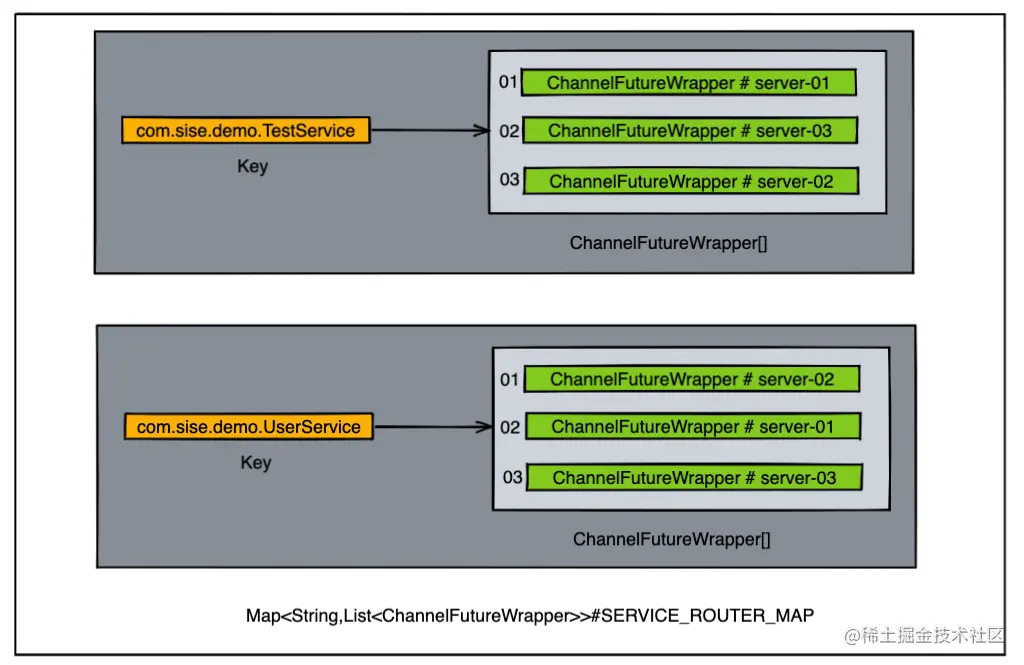 01 ChannelFutureWrapper # server-01
com.sise.demo.TestService
02 ChannelFutureWrapper # server-03
Key
03 ChannelFutureWrapper # server-02
ChannelFutureWrapper[]
01 ChannelFutureWrapper # server-02
com.sise.demo.UserService
02 ChannelFutureWrapper # server-01
Key
03 ChannelFutureWrapper # server-03
ChannelFutureWrapper[]
Map<String,List<ChannelFutureWrapper>>#SERVICE_ROUTER_MAP
@稀土掘金技术社区